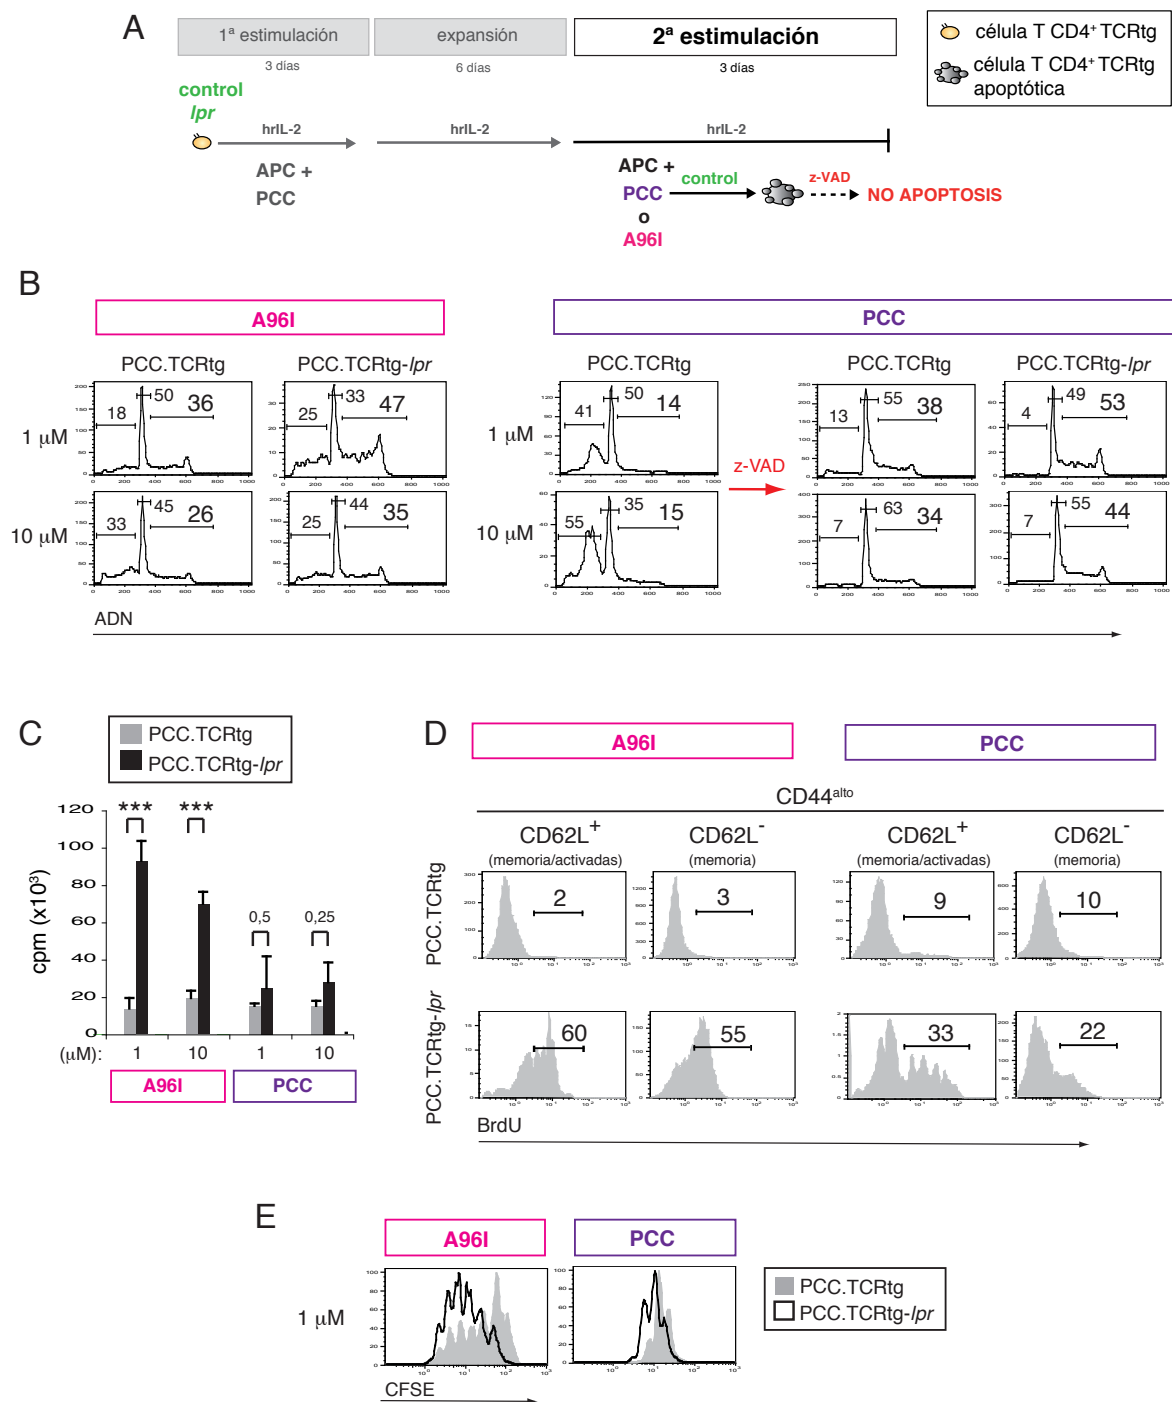 A
1ª estimulación
expansión
2ª estimulación
3 días
6 días
3 días
célula T CD4+ TCRtg
célula T CD4+ TCRtg
apoptótica
control
lpr
hrIL-2
hrIL-2
hrIL-2
APC +
PCC
APC +
PCC
o
A96I
control
z-VAD
NO APOPTOSIS
B
A96I
PCC
PCC.TCRtg
PCC.TCRtg-lpr
PCC.TCRtg
PCC.TCRtg
PCC.TCRtg-lpr
1 µM
18 50 36
25 33 47
1 µM
41 50 14
13 55 38
4 49 53
z-VAD
10 µM
33 45 26
25 44 35
10 µM
55 35 15
7 63 34
7 55 44
ADN
C
PCC.TCRtg
PCC.TCRtg-lpr
cpm (x10³)
120
100
80
60
40
20
0
***
***
0,5
0,25
(µM): 1 10 1 10
A96I
PCC
D
A96I
PCC
CD44alto
CD62L+
(memoria/activadas)
CD62L-
(memoria)
CD62L+
(memoria/activadas)
CD62L-
(memoria)
PCC.TCRtg
2
3
9
10
PCC.TCRtg-lpr
60
55
33
22
BrdU
E
A96I
PCC
1 µM
PCC.TCRtg
PCC.TCRtg-lpr
CFSE